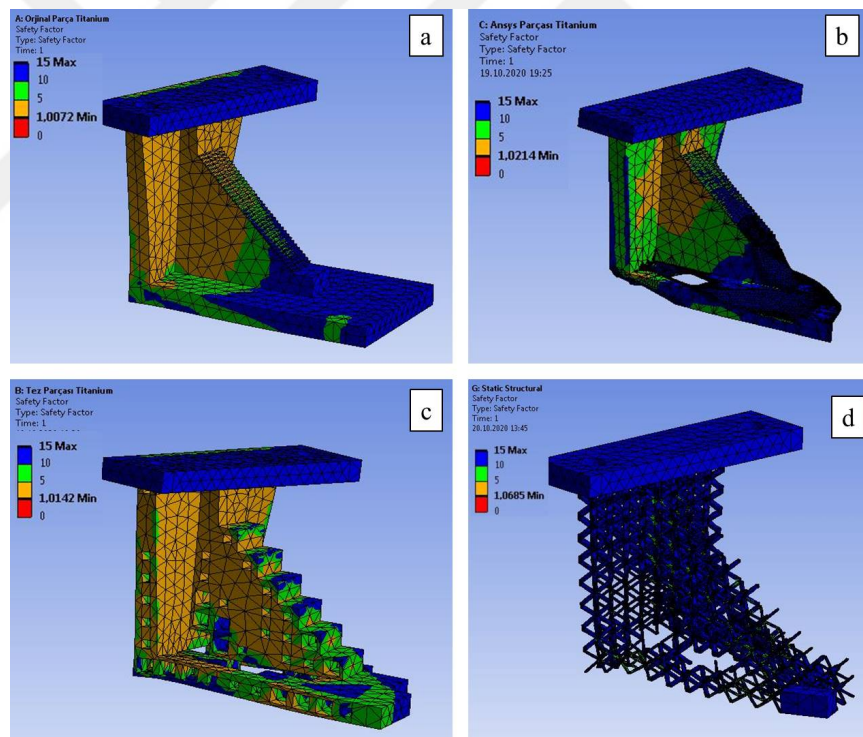 A: Orjinal Parça Titanium
Safety Factor
Type: Safety Factor
Time: 1
15 Max
10
5
1,0072 Min
0
a
C: Ansys Parçası Titanium
Safety Factor
Type: Safety Factor
Time: 1
19.10.2020 19:25
15 Max
10
5
1,0214 Min
0
b
B: Tez Parçası Titanium
Safety Factor
Type: Safety Factor
Time: 1
15 Max
10
5
1,0142 Min
0
c
G: Static Structural
Safety Factor
Type: Safety Factor
Time: 1
20.10.2020 13:45
15 Max
10
5
1,0685 Min
0
d